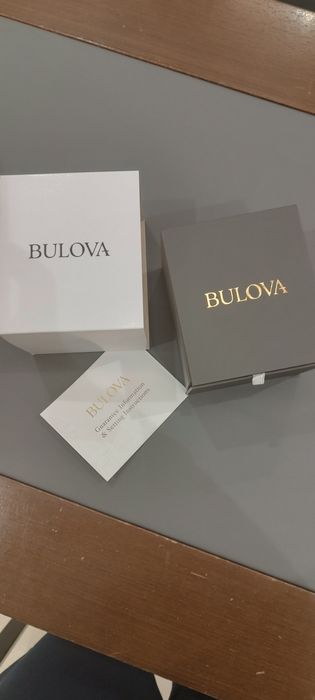 BULOVA
BULOVA
BULOVA
Guarantee Information
& Setting Instructions